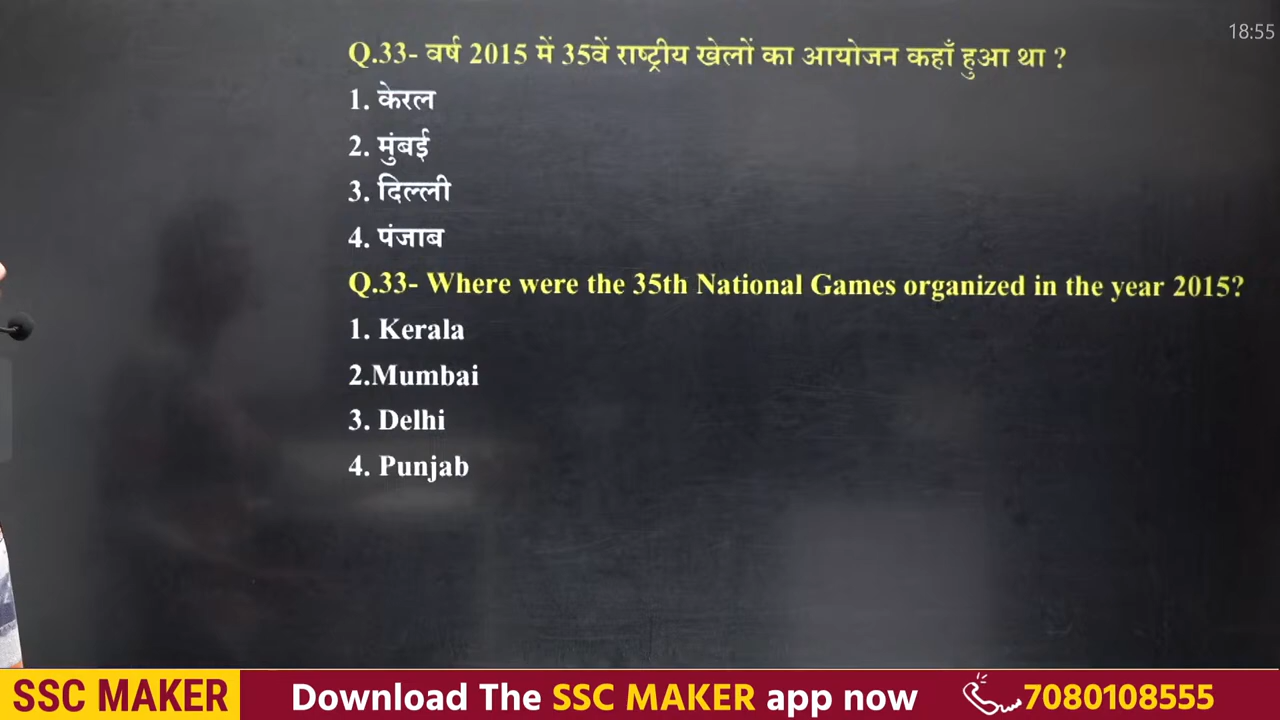 18:55
Q.33- वर्ष 2015 में 35वें राष्ट्रीय खेलों का आयोजन कहाँ हुआ था ?
1. केरल
2. मुंबई
3. दिल्ली
4. पंजाब
Q.33- Where were the 35th National Games organized in the year 2015?
1. Kerala
2.Mumbai
3. Delhi
4. Punjab
SSC MAKER Download The SSC MAKER app now 7080108555